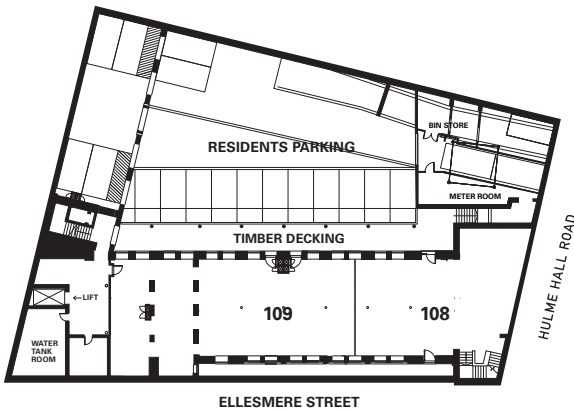 BIN STORE
RESIDENTS PARKING
METER ROOM
TIMBER DECKING
HULME HALL ROAD
←LIFT
109
108
WATER
TANK
ROOM
ELLESMERE STREET